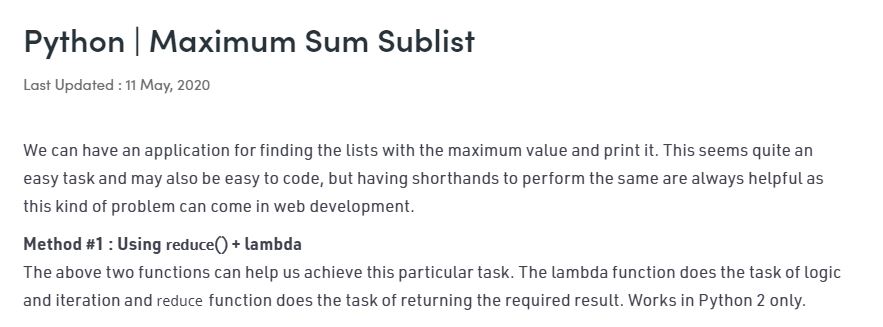 Python | Maximum Sum Sublist
Last Updated : 11 May, 2020
We can have an application for finding the lists with the maximum value and print it. This seems quite an
easy task and may also be easy to code, but having shorthands to perform the same are always helpful as
this kind of problem can come in web development.
Method #1 : Using reduce() + lambda
The above two functions can help us achieve this particular task. The lambda function does the task of logic
and iteration and reduce function does the task of returning the required result. Works in Python 2 only.